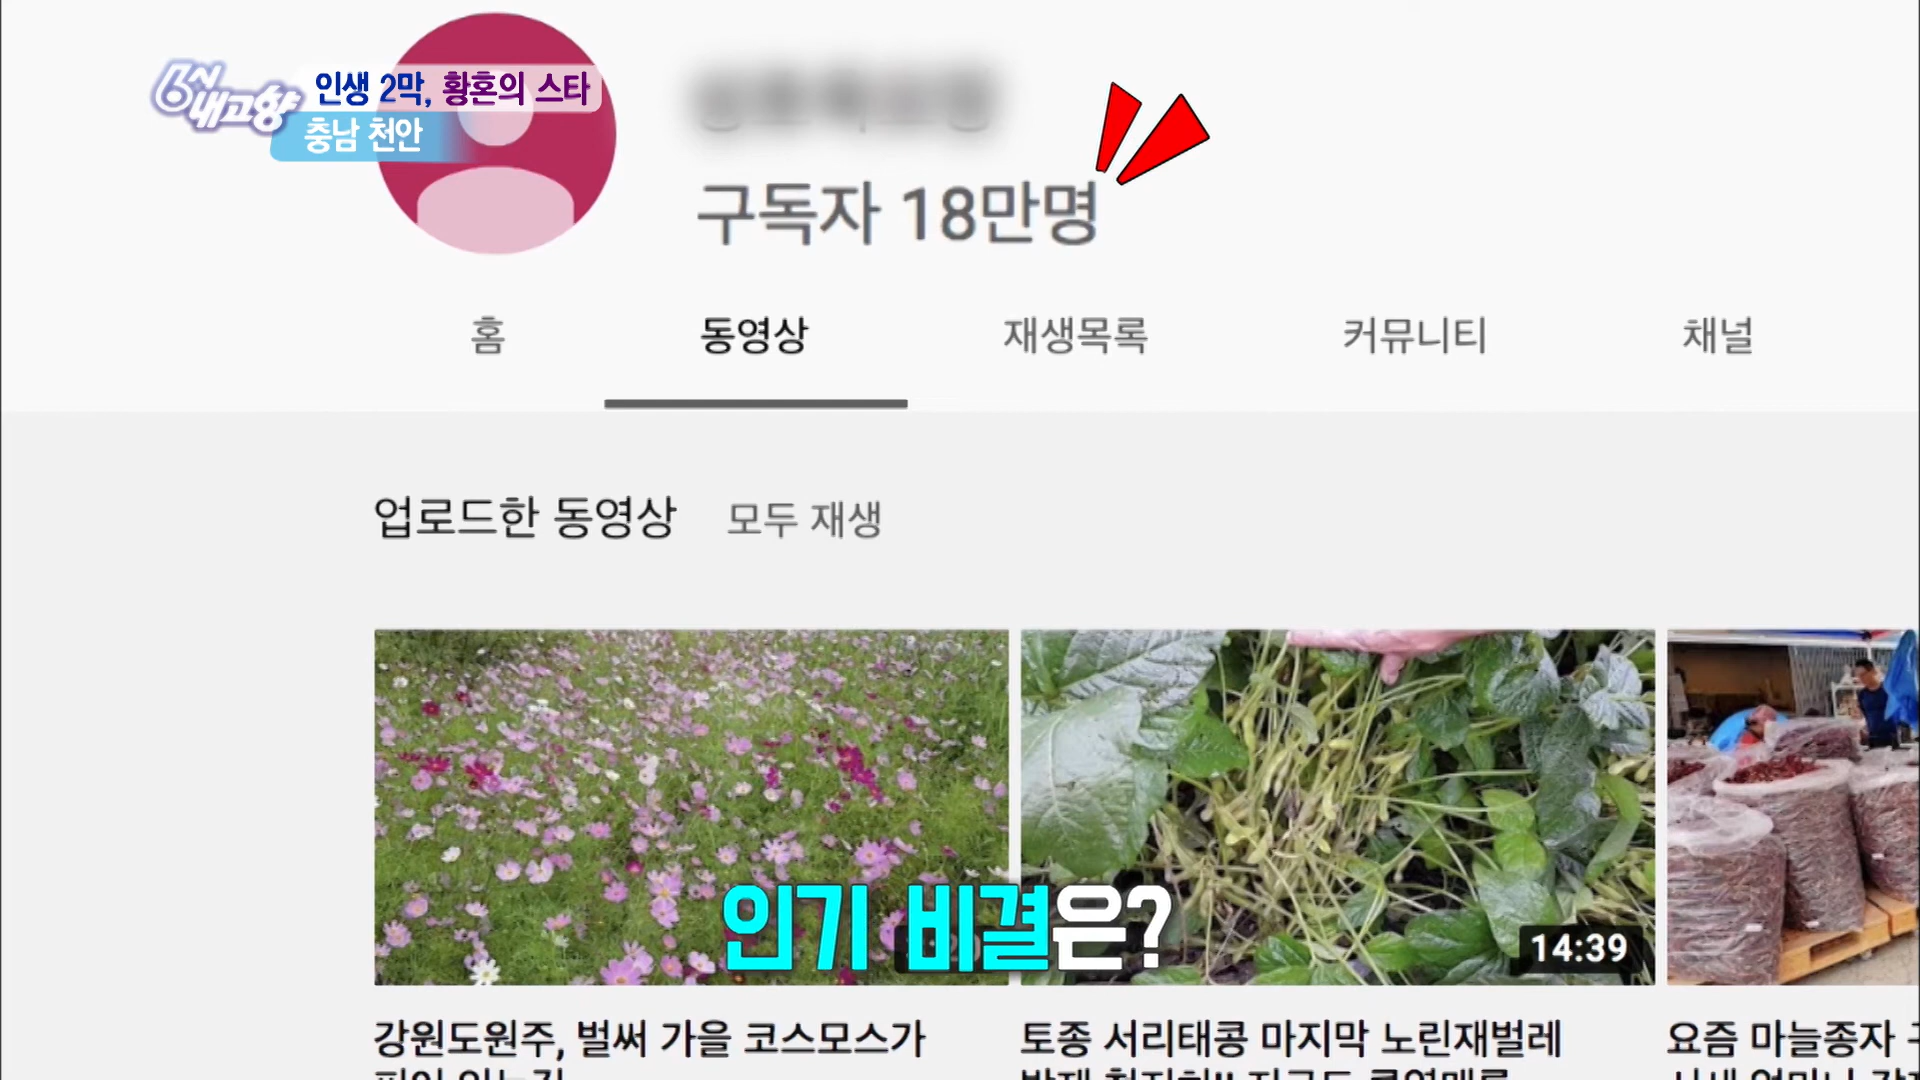 6시
내고향
인생 2막, 황혼의 스타
충남 천안
구독자 18만명
홈 동영상 재생목록 커뮤니티 채널
업로드한 동영상 모두 재생
인기 비결은?
14:39
강원도원주, 벌써 가을 코스모스가
토종 서리태콩 마지막 노린재벌레
요즘 마늘종자